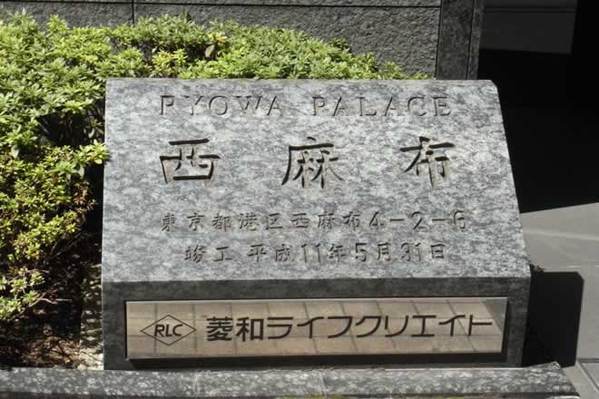 RYOWA PALACE
西麻布
東京都港区西麻布4-2-6
竣工 平成11年5月31日
RLC 菱和ライフクリエイト